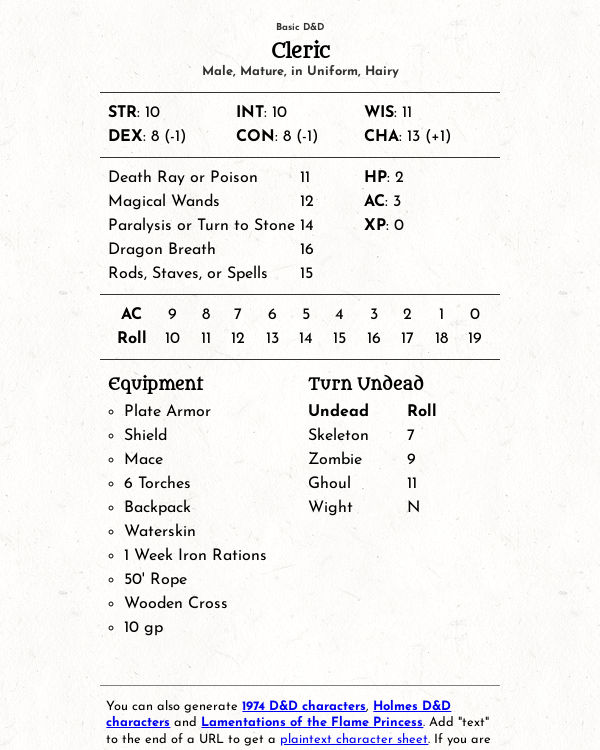 Basic D&D
Cleric
Male, Mature, in Uniform, Hairy
STR: 10 INT: 10 WIS: 11
DEX: 8 (-1) CON: 8 (-1) CHA: 13 (+1)
Death Ray or Poison 11 HP: 2
Magical Wands 12 AC: 3
Paralysis or Turn to Stone 14 XP: 0
Dragon Breath 16
Rods, Staves, or Spells 15
AC 9 8 7 6 5 4 3 2 1 0
Roll 10 11 12 13 14 15 16 17 18 19
Equipment
Plate Armor
Shield
Mace
6 Torches
Backpack
Waterskin
1 Week Iron Rations
50' Rope
Wooden Cross
10 gp
Turn Undead
Undead Roll
Skeleton 7
Zombie 9
Ghoul 11
Wight N
You can also generate 1974 D&D characters, Holmes D&D
characters and Lamentations of the Flame Princess. Add "text"
to the end of a URL to get a plaintext character sheet. If you are